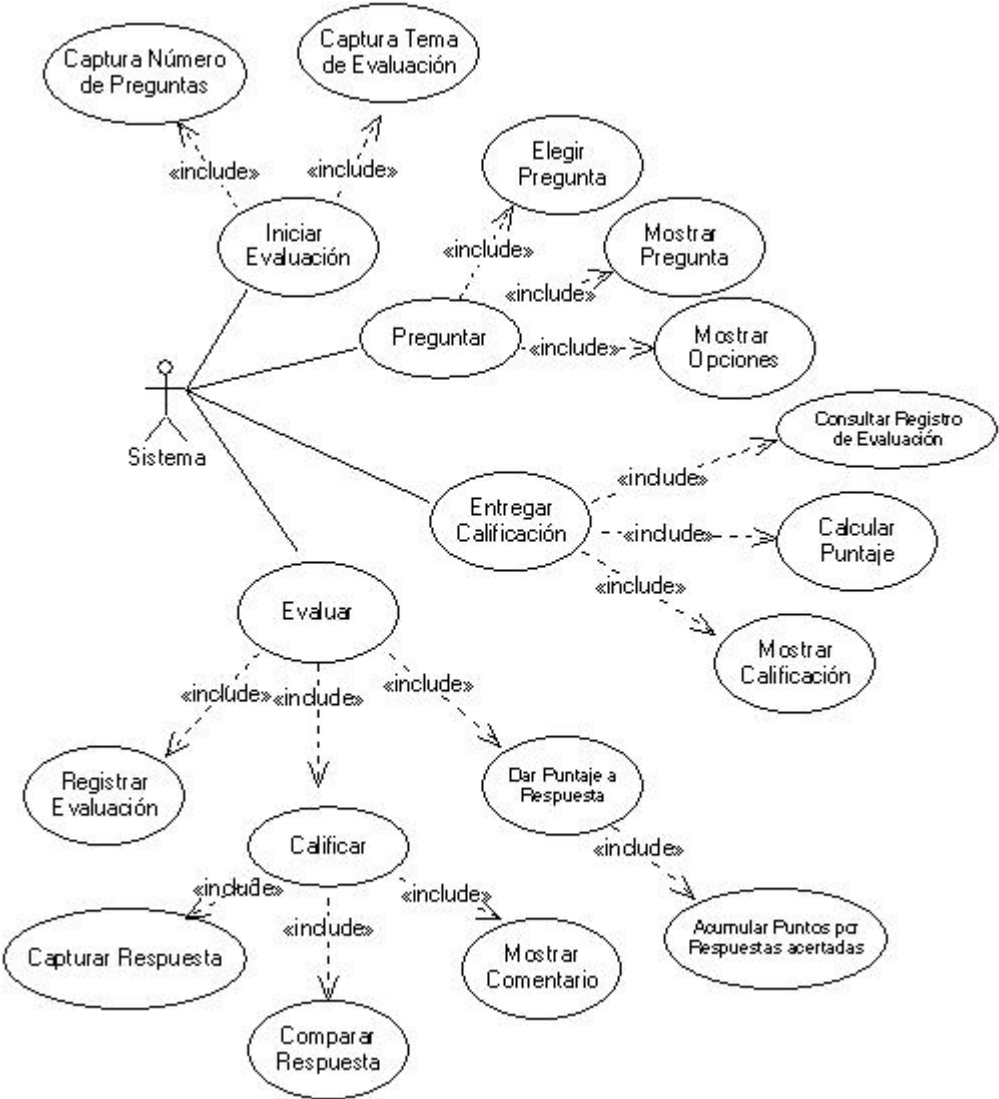 Captura Número
de Preguntas
Captura Tema
de Evaluación
«include»
«include»
Iniciar
Evaluación
Elegir
Pregunta
«include»
Mostrar
Pregunta
«include»
Preguntar
«include»
Mostrar
Opciones
Sistema
Consultar Registro
de Evaluación
«include»
Entregar
Calificación
«include»
Calcular
Puntaje
«include»
Mostrar
Calificación
Evaluar
«include»
«include»
«include»
Registrar
Evaluación
Dar Puntaje a
Respuesta
Calificar
«include»
«include»
«include»
«include»
Capturar Respuesta
Mostrar
Comentario
Acumular Puntos por
Respuestas acertadas
Comparar
Respuesta